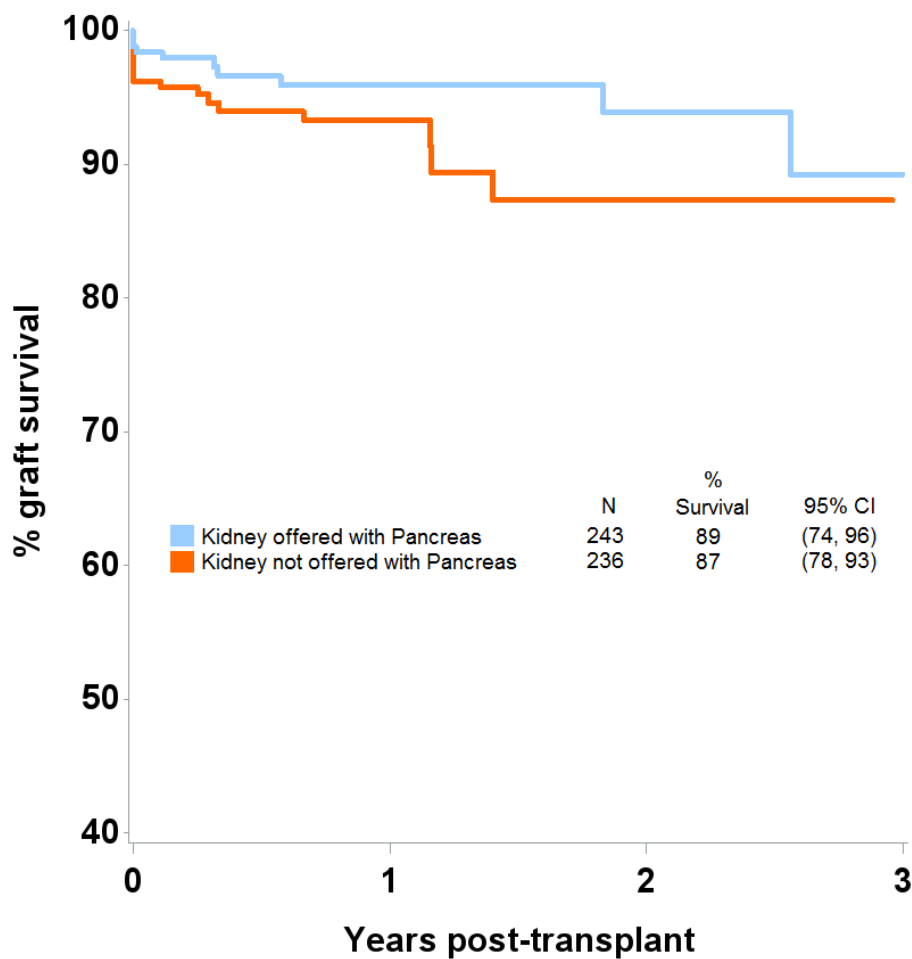 100
90
80
70
60
50
40
% graft survival
%
N Survival 95% CI
Kidney offered with Pancreas 243 89 (74, 96)
Kidney not offered with Pancreas 236 87 (78, 93)
0 1 2 3
Years post-transplant